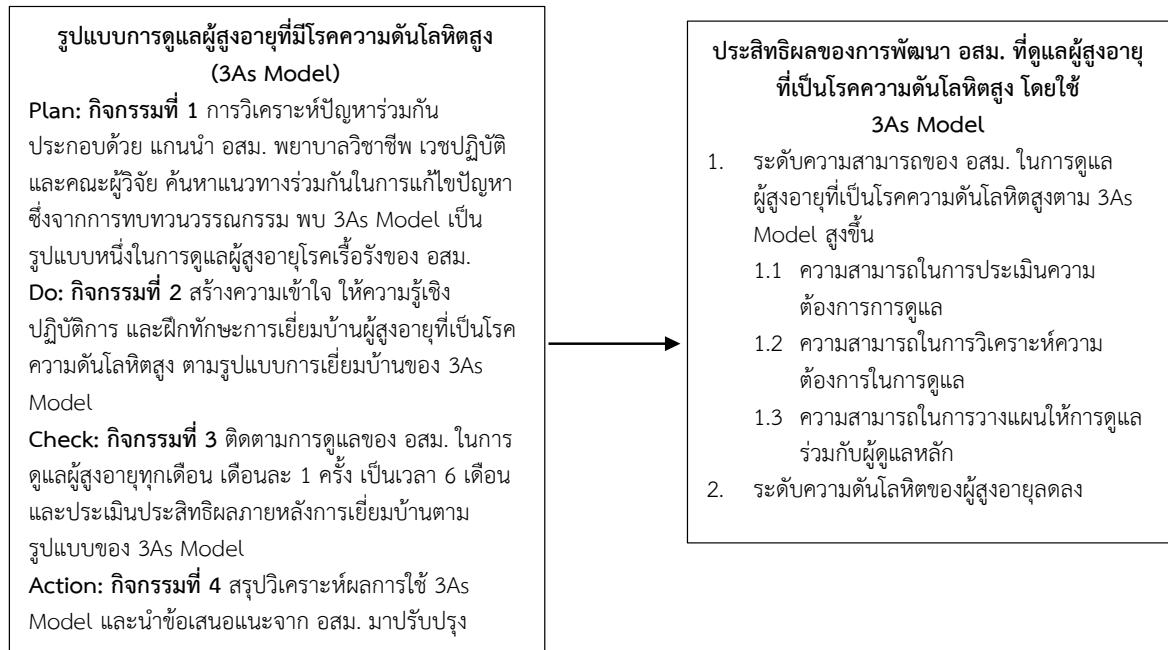 รูปแบบการดูแลผู้สูงอายุที่มีโรคความดันโลหิตสูง
(3As Model)
Plan: กิจกรรมที่ 1 การวิเคราะห์ปัญหาร่วมกัน
ประกอบด้วย แกนนำ อสม. พยาบาลวิชาชีพ เวชปฏิบัติ
และคณะผู้วิจัย ค้นหาแนวทางร่วมกันในการแก้ไขปัญหา
ซึ่งจากการทบทวนวรรณกรรม พบ 3As Model เป็น
รูปแบบหนึ่งในการดูแลผู้สูงอายุโรคเรื้อรังของ อสม.
Do: กิจกรรมที่ 2 สร้างความเข้าใจ ให้ความรู้เชิง
ปฏิบัติการ และฝึกทักษะการเยี่ยมบ้านผู้สูงอายุที่เป็นโรค
ความดันโลหิตสูง ตามรูปแบบการเยี่ยมบ้านของ 3As
Model
Check: กิจกรรมที่ 3 ติดตามการดูแลของ อสม. ในการ
ดูแลผู้สูงอายุทุกเดือน เดือนละ 1 ครั้ง เป็นเวลา 6 เดือน
และประเมินประสิทธิผลภายหลังการเยี่ยมบ้านตาม
รูปแบบของ 3As Model
Action: กิจกรรมที่ 4 สรุปวิเคราะห์ผลการใช้ 3As
Model และนำข้อเสนอแนะจาก อสม. มาปรับปรุง
ประสิทธิผลของการพัฒนา อสม. ที่ดูแลผู้สูงอายุ
ที่เป็นโรคความดันโลหิตสูง โดยใช้
3As Model
1. ระดับความสามารถของ อสม. ในการดูแล
ผู้สูงอายุที่เป็นโรคความดันโลหิตสูงตาม 3As
Model สูงขึ้น
1.1 ความสามารถในการประเมินความ
ต้องการการดูแล
1.2 ความสามารถในการวิเคราะห์ความ
ต้องการในการดูแล
1.3 ความสามารถในการวางแผนให้การดูแล
ร่วมกับผู้ดูแลหลัก
2. ระดับความดันโลหิตของผู้สูงอายุลดลง